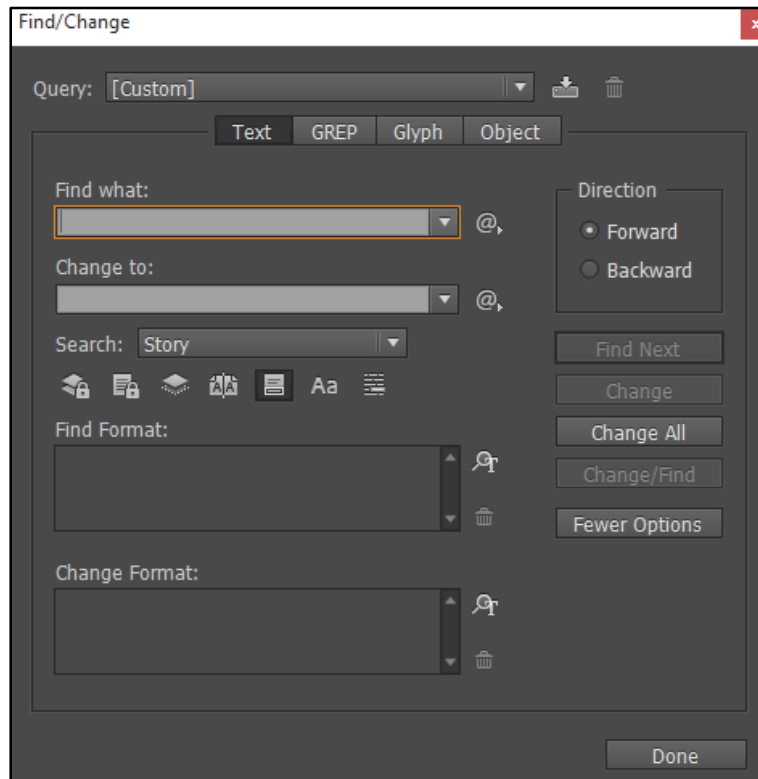 Find/Change
x
Query: [Custom]
Text GREP Glyph Object
Find what:
@
Change to:
@
Search: Story
Aa
Find Format:
Change Format:
Direction
Forward
Backward
Find Next
Change
Change All
Change/Find
Fewer Options
Done